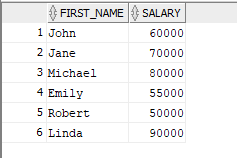 FIRST_NAME SALARY
1 John 60000
2 Jane 70000
3 Michael 80000
4 Emily 55000
5 Robert 50000
6 Linda 90000